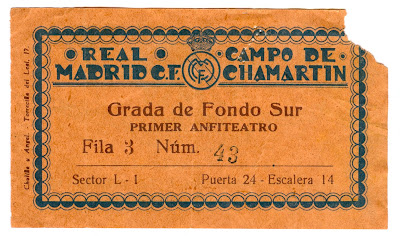 REAL MADRID C.F.
CAMPO DE CHAMARTIN
Grada de Fondo Sur
PRIMER ANFITEATRO
Fila 3 Núm. 43
Sector L - I Puerta 24 - Escalera 14